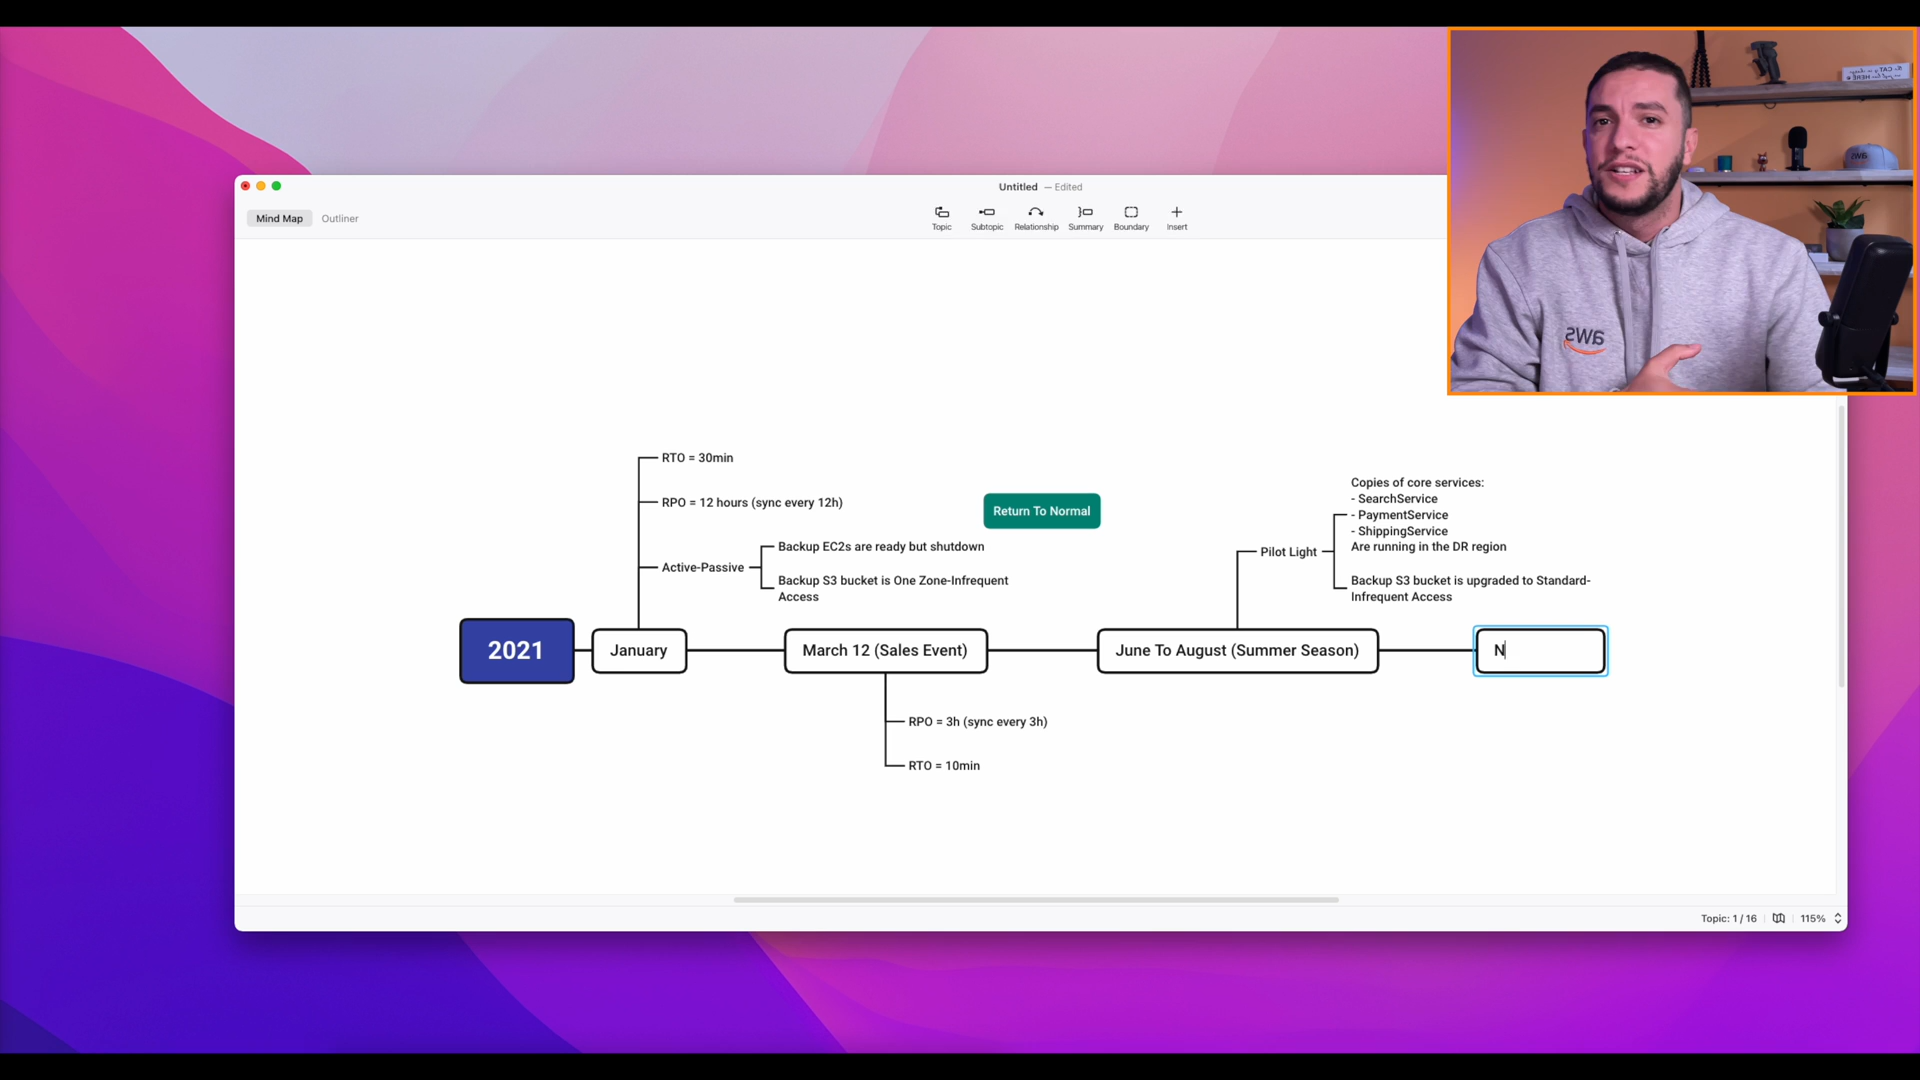 Untitled — Edited
Mind Map
Outliner
Topic
Subtopic
Relationship
Summary
Boundary
Insert
RTO = 30min
RPO = 12 hours (sync every 12h)
Active-Passive
Backup EC2s are ready but shutdown
Backup S3 bucket is One Zone-Infrequent
Access
Return To Normal
Pilot Light
Copies of core services:
- SearchService
- PaymentService
- ShippingService
Are running in the DR region
Backup S3 bucket is upgraded to Standard-
Infrequent Access
2021
January
March 12 (Sales Event)
June To August (Summer Season)
N
RPO = 3h (sync every 3h)
RTO = 10min
Topic: 1 / 16
115%
aws
aws